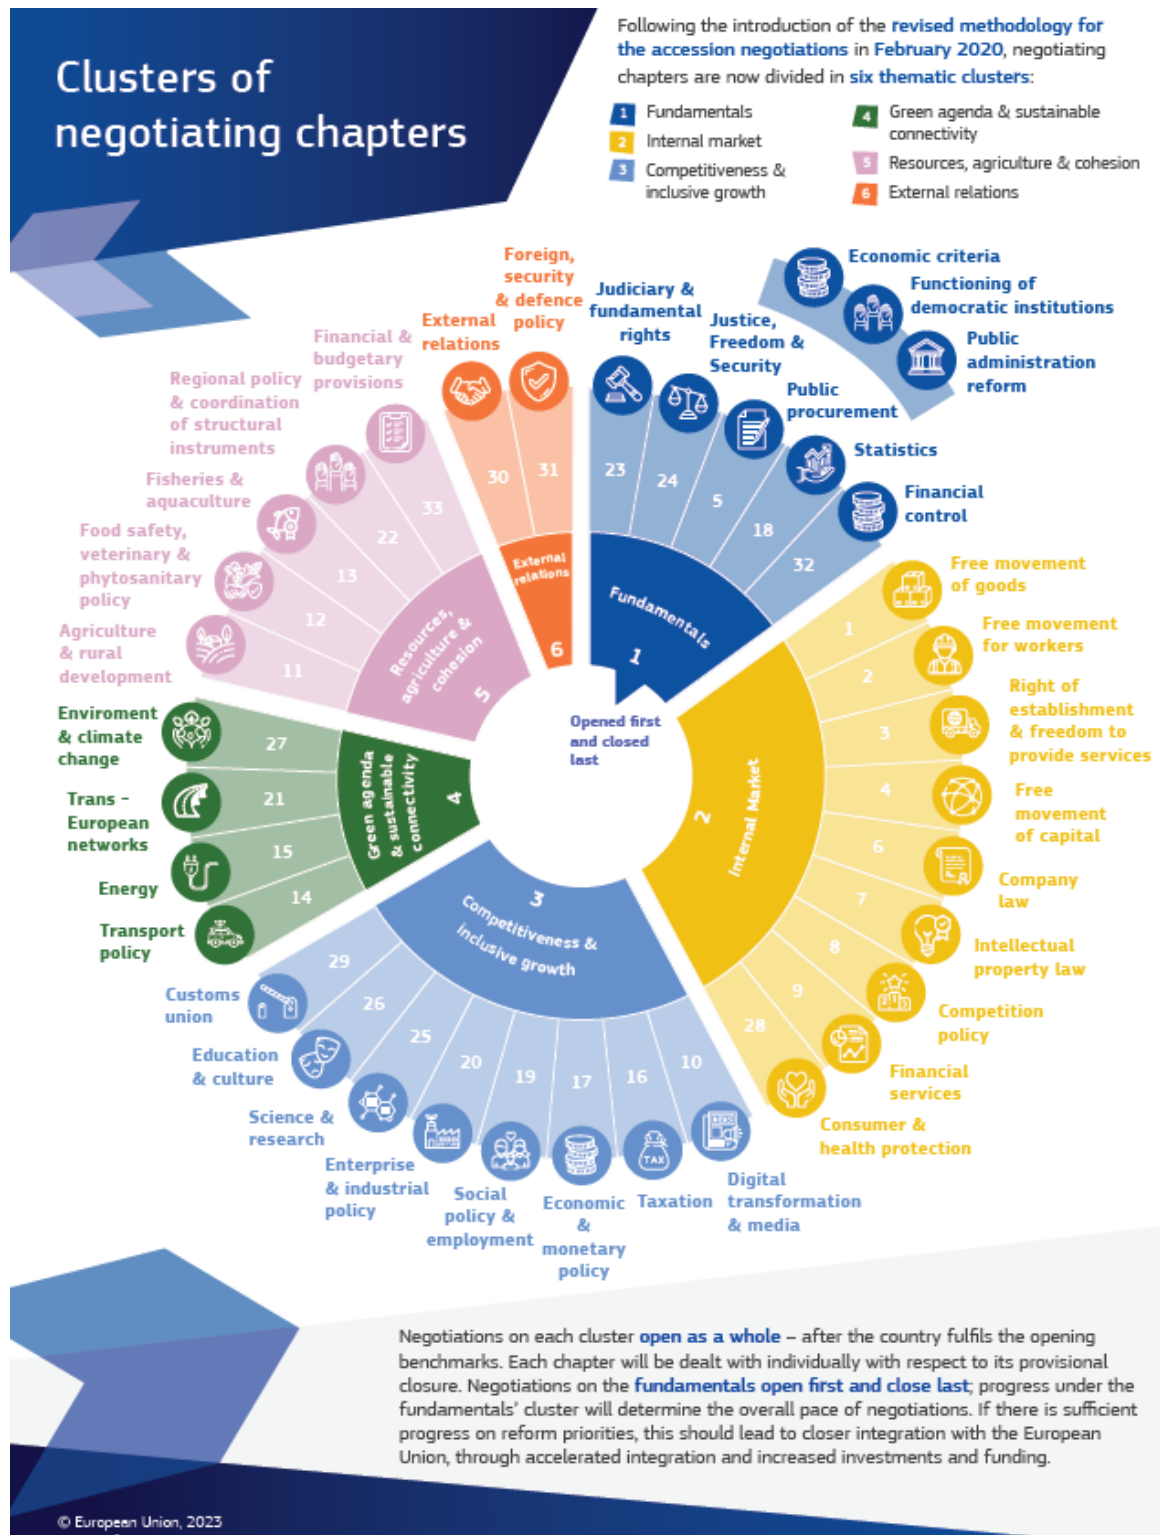 Clusters of
negotiating chapters
Following the introduction of the revised methodology for
the accession negotiations in February 2020, negotiating
chapters are now divided in six thematic clusters:
1 Fundamentals
2 Internal market
3 Competitiveness &
inclusive growth
4 Green agenda & sustainable
connectivity
5 Resources, agriculture & cohesion
6 External relations
Economic criteria
Functioning of
democratic institutions
Public
administration
reform
Judiciary &
fundamental
rights
Justice,
Freedom &
Security
Public
procurement
Statistics
Financial
control
23
24
5
18
32
Fundamentals
1
Opened first
and closed
last
Free movement
of goods
Free movement
for workers
Right of
establishment
& freedom to
provide services
Free
movement
of capital
Company
law
Intellectual
property law
Competition
policy
Financial
services
Consumer &
health protection
1
2
3
4
6
7
8
9
28
Internal Market
2
Digital
transformation
& media
NEWS
Taxation
TAX
Economic
&
monetary
policy
Social
policy &
employment
Enterprise
& industrial
policy
Science &
research
Education
& culture
Customs
union
10
16
17
19
20
25
26
29
3
Competitiveness &
inclusive growth
Transport
policy
Energy
Trans -
European
networks
Enviroment
& climate
change
14
15
21
27
Green agenda
& sustainable
connectivity
4
Agriculture
& rural
development
Food safety,
veterinary &
phytosanitary
policy
Fisheries &
aquaculture
Regional policy
& coordination
of structural
instruments
Financial &
budgetary
provisions
11
12
13
22
33
Resources,
agriculture &
cohesion
5
External
relations
Foreign,
security
& defence
policy
30
31
External
relations
6
Negotiations on each cluster open as a whole – after the country fulfils the opening
benchmarks. Each chapter will be dealt with individually with respect to its provisional
closure. Negotiations on the fundamentals open first and close last; progress under the
fundamentals' cluster will determine the overall pace of negotiations. If there is sufficient
progress on reform priorities, this should lead to closer integration with the European
Union, through accelerated integration and increased investments and funding.
© European Union, 2023